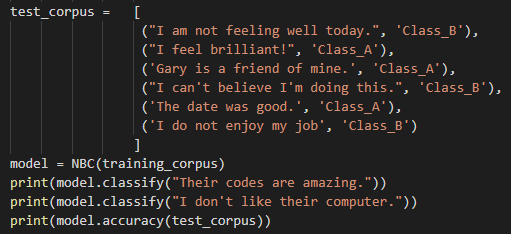 test_corpus =   [
("I am not feeling well today.", 'Class_B'),
("I feel brilliant!", 'Class_A'),
('Gary is a friend of mine.', 'Class_A'),
("I can't believe I'm doing this.", 'Class_B'),
('The date was good.', 'Class_A'),
('I do not enjoy my job', 'Class_B')
]
model = NBC(training_corpus)
print(model.classify("Their codes are amazing."))
print(model.classify("I don't like their computer."))
print(model.accuracy(test_corpus))